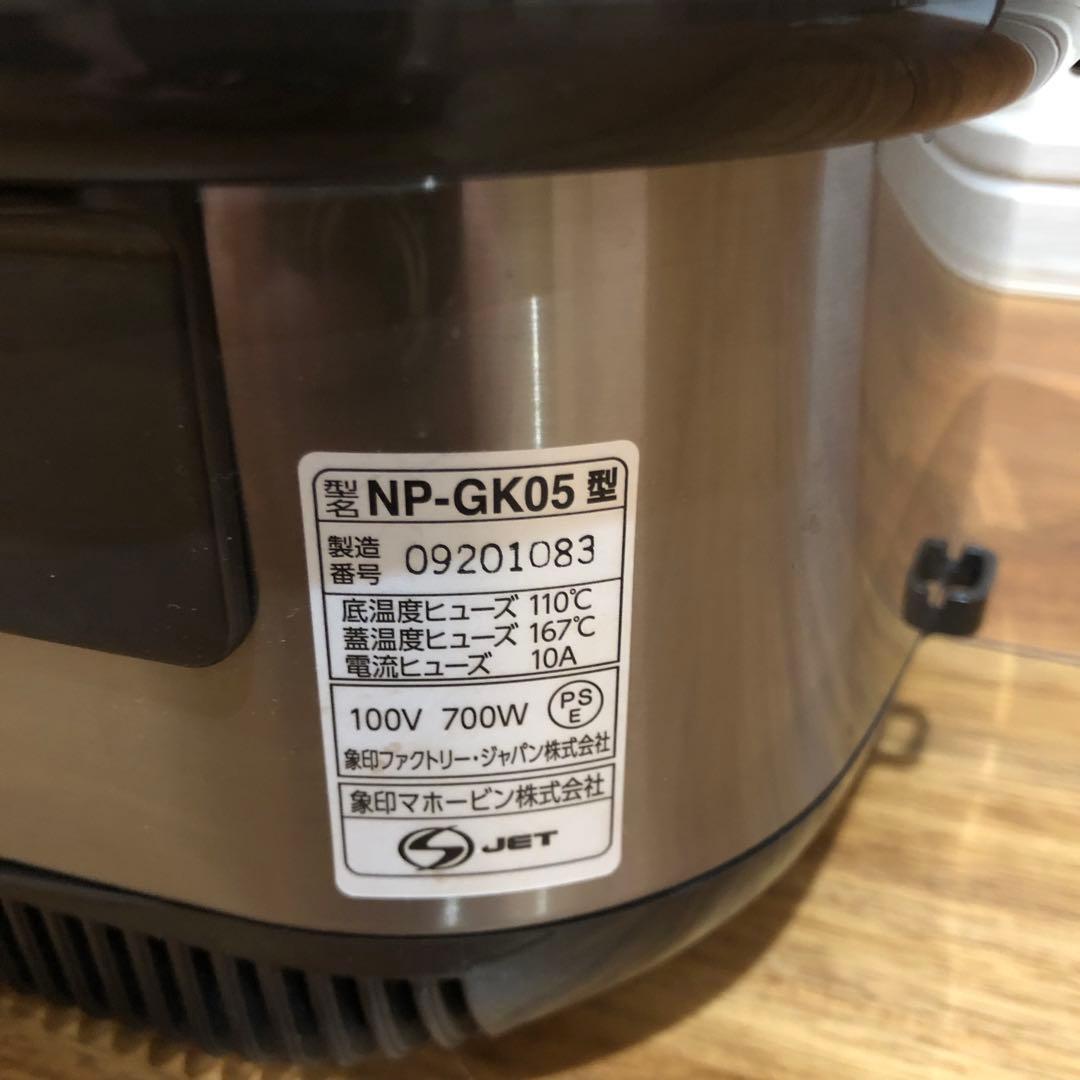 型名 NP-GK05 型
製造番号 09201083
底温度ヒューズ 110℃
蓋温度ヒューズ 167℃
電流ヒューズ 10A
100V 700W PSE
象印ファクトリー・ジャパン株式会社
象印マホービン株式会社
S JET